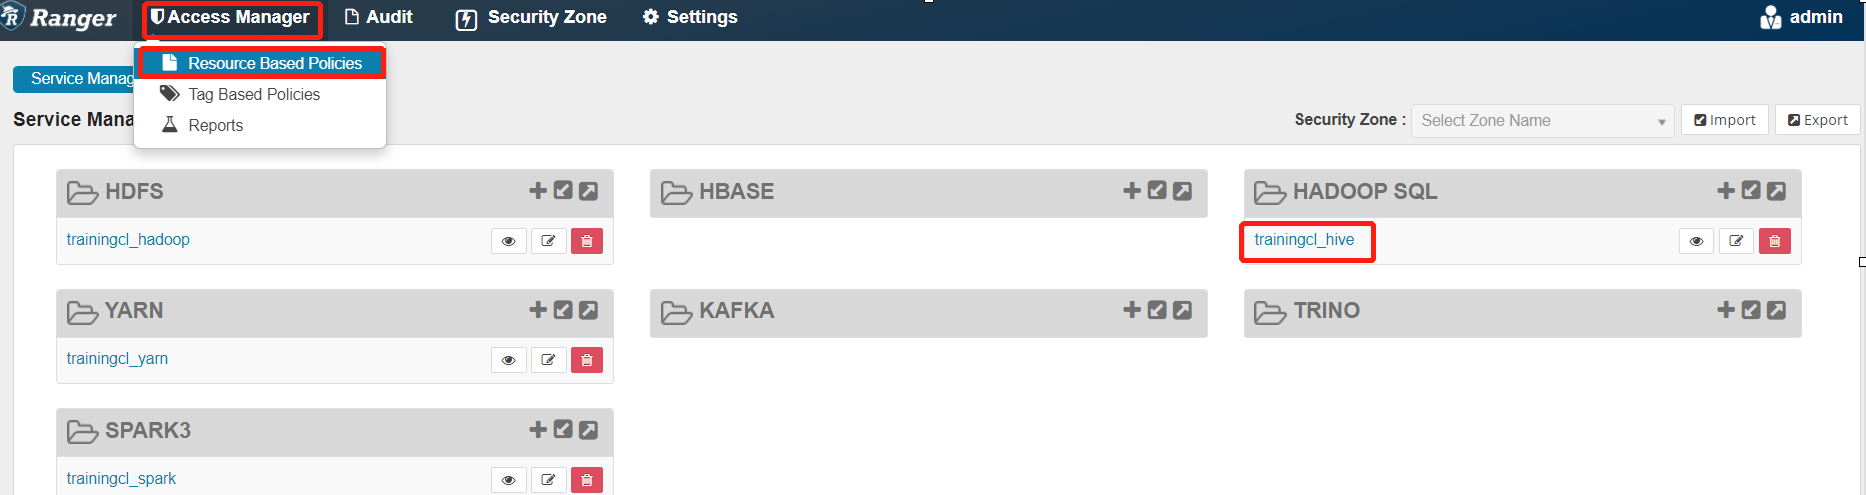 Ranger Access Manager Audit Security Zone Settings admin
Resource Based Policies
Tag Based Policies
Reports
Service Manag
Service Mana
Security Zone : Select Zone Name Import Export
HDFS HBASE HADOOP SQL
trainingcl_hadoop trainingcl_hive
YARN KAFKA TRINO
trainingcl_yarn
SPARK3
trainingcl_spark